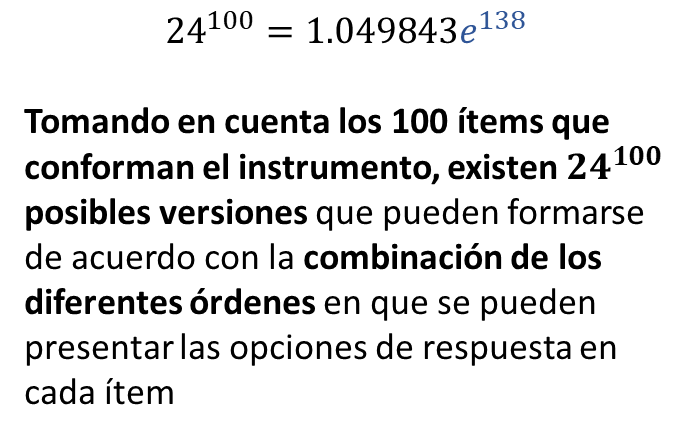 24^100 = 1.049843e^138
Tomando en cuenta los 100 ítems que
conforman el instrumento, existen 24^100
posibles versiones que pueden formarse
de acuerdo con la combinación de los
diferentes órdenes en que se pueden
presentar las opciones de respuesta en
cada ítem